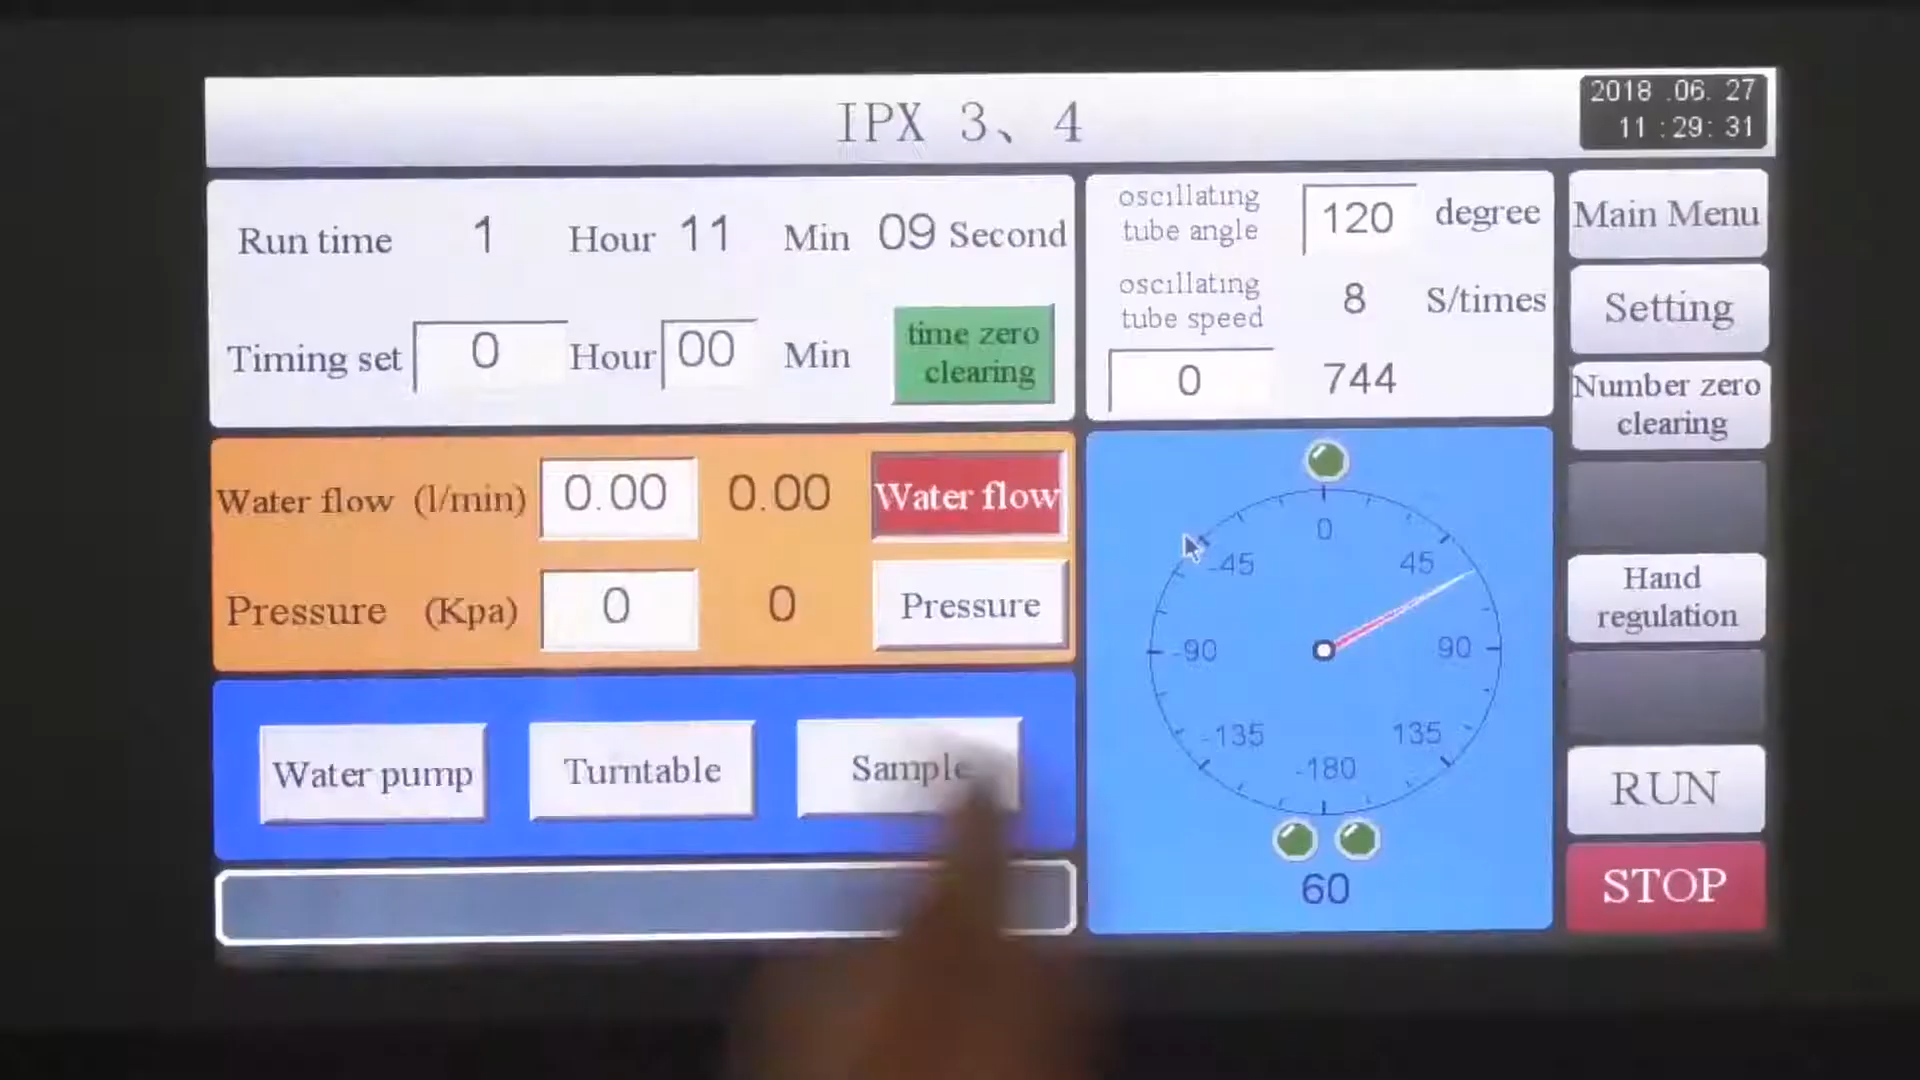 IPX 3、4
2018 .06. 27
11 :29: 31
Run time 1 Hour 11 Min 09 Second
Timing set 0 Hour 00 Min
time zero
clearing
oscillating
tube angle
120 degree
oscillating
tube speed
8 S/times
0 744
Main Menu
Setting
Number zero
clearing
Hand
regulation
RUN
STOP
Water flow (l/min) 0.00 0.00 Water flow
Pressure (Kpa) 0 0 Pressure
Water pump
Turntable
Sample
0
-45 45
-90 90
-135 135
-180
60